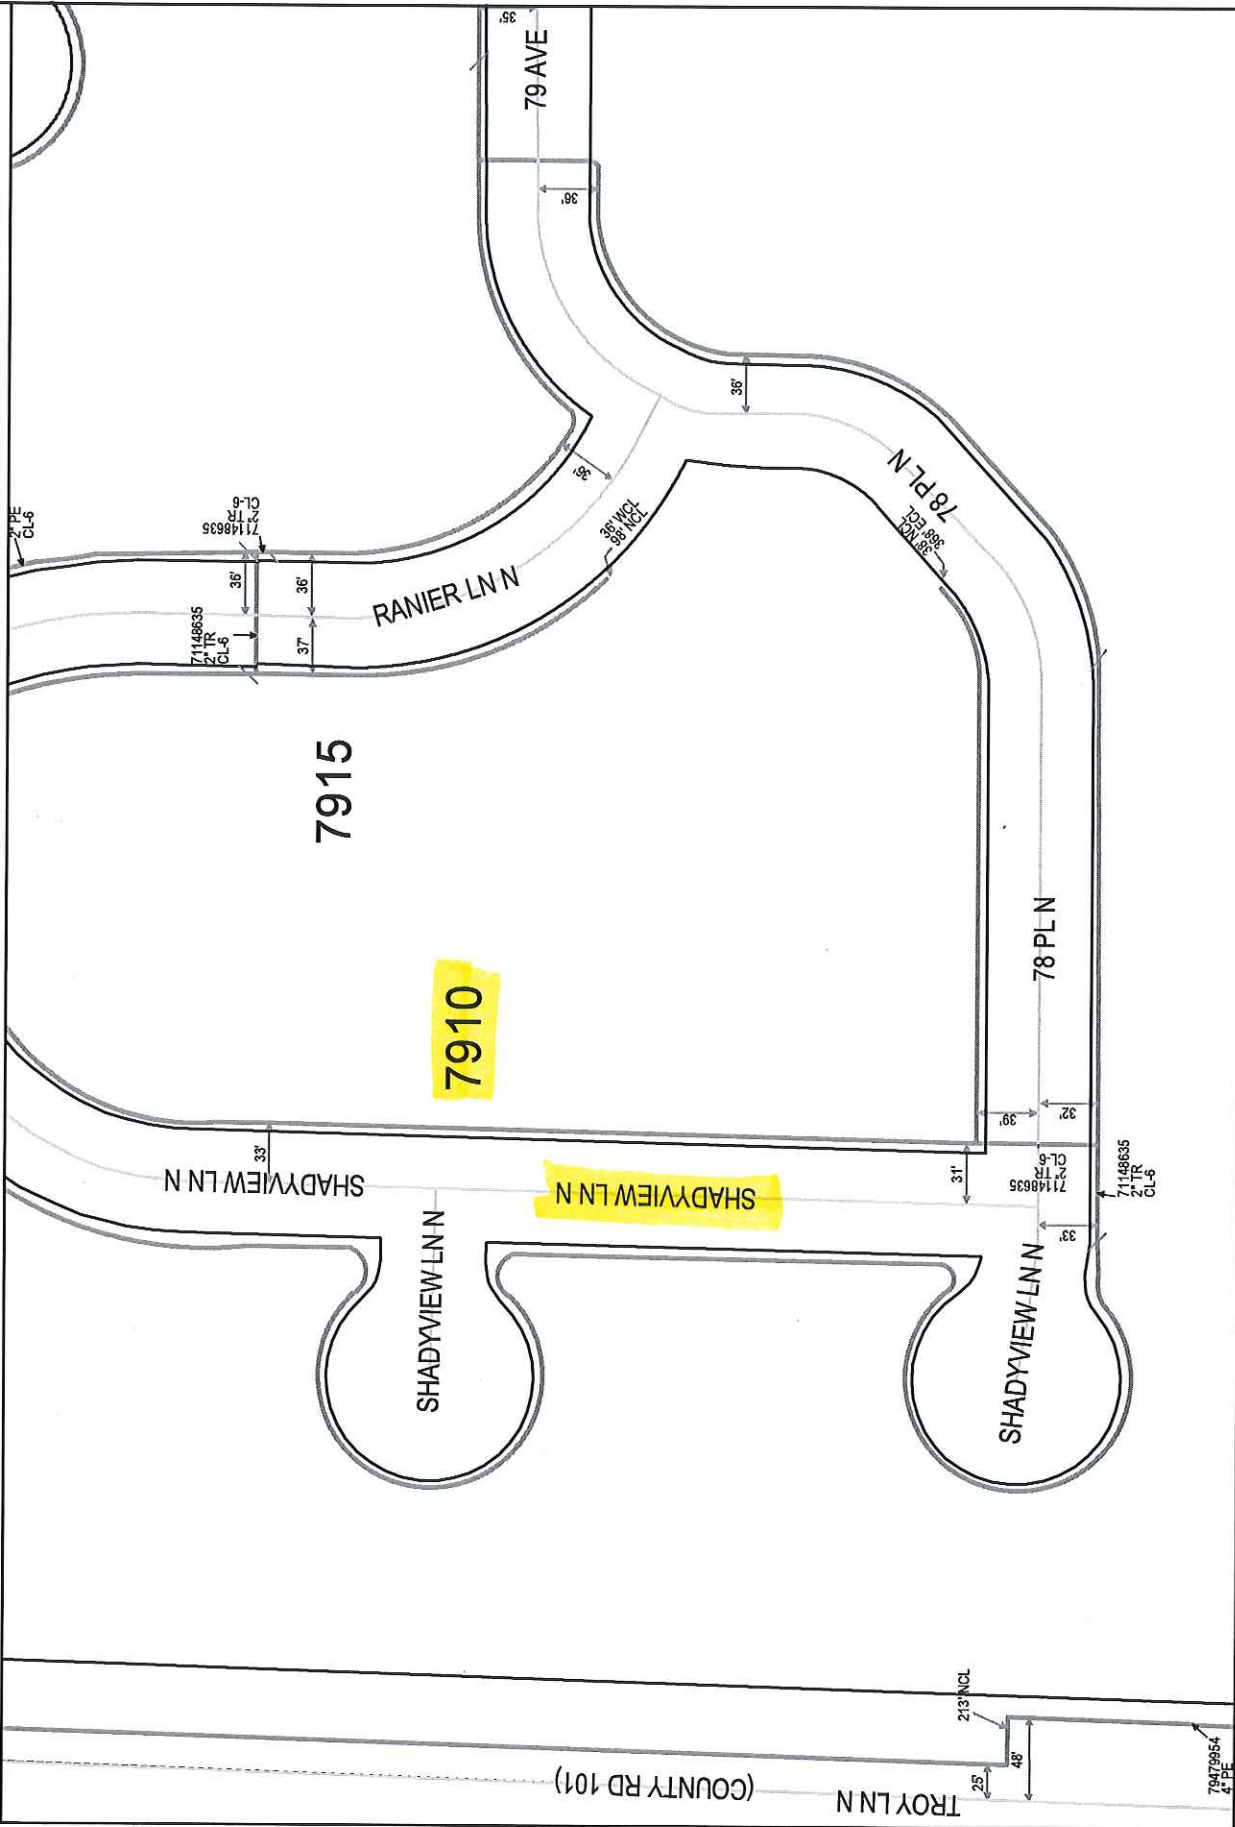 35'
79 AVE
36'
36'
78 PL N
38' NCL
368' ECL
36'
36' WCL
98' NCL
2" PE
CL-6
71148635
2" TR
CL-6
36'
36'
37'
71148635
2" TR
CL-6
RANIER LN N
7915
7910
78 PL N
39'
32'
33'
SHADYVIEW LN N
SHADYVIEW LN N
31'
71148635
2" TR
CL-6
33'
71148635
2" TR
CL-6
SHADYVIEW LN N
SHADYVIEW LN N
213' NCL
48'
25'
79479954
4" PE
(COUNTY RD 101)
TROY LN N